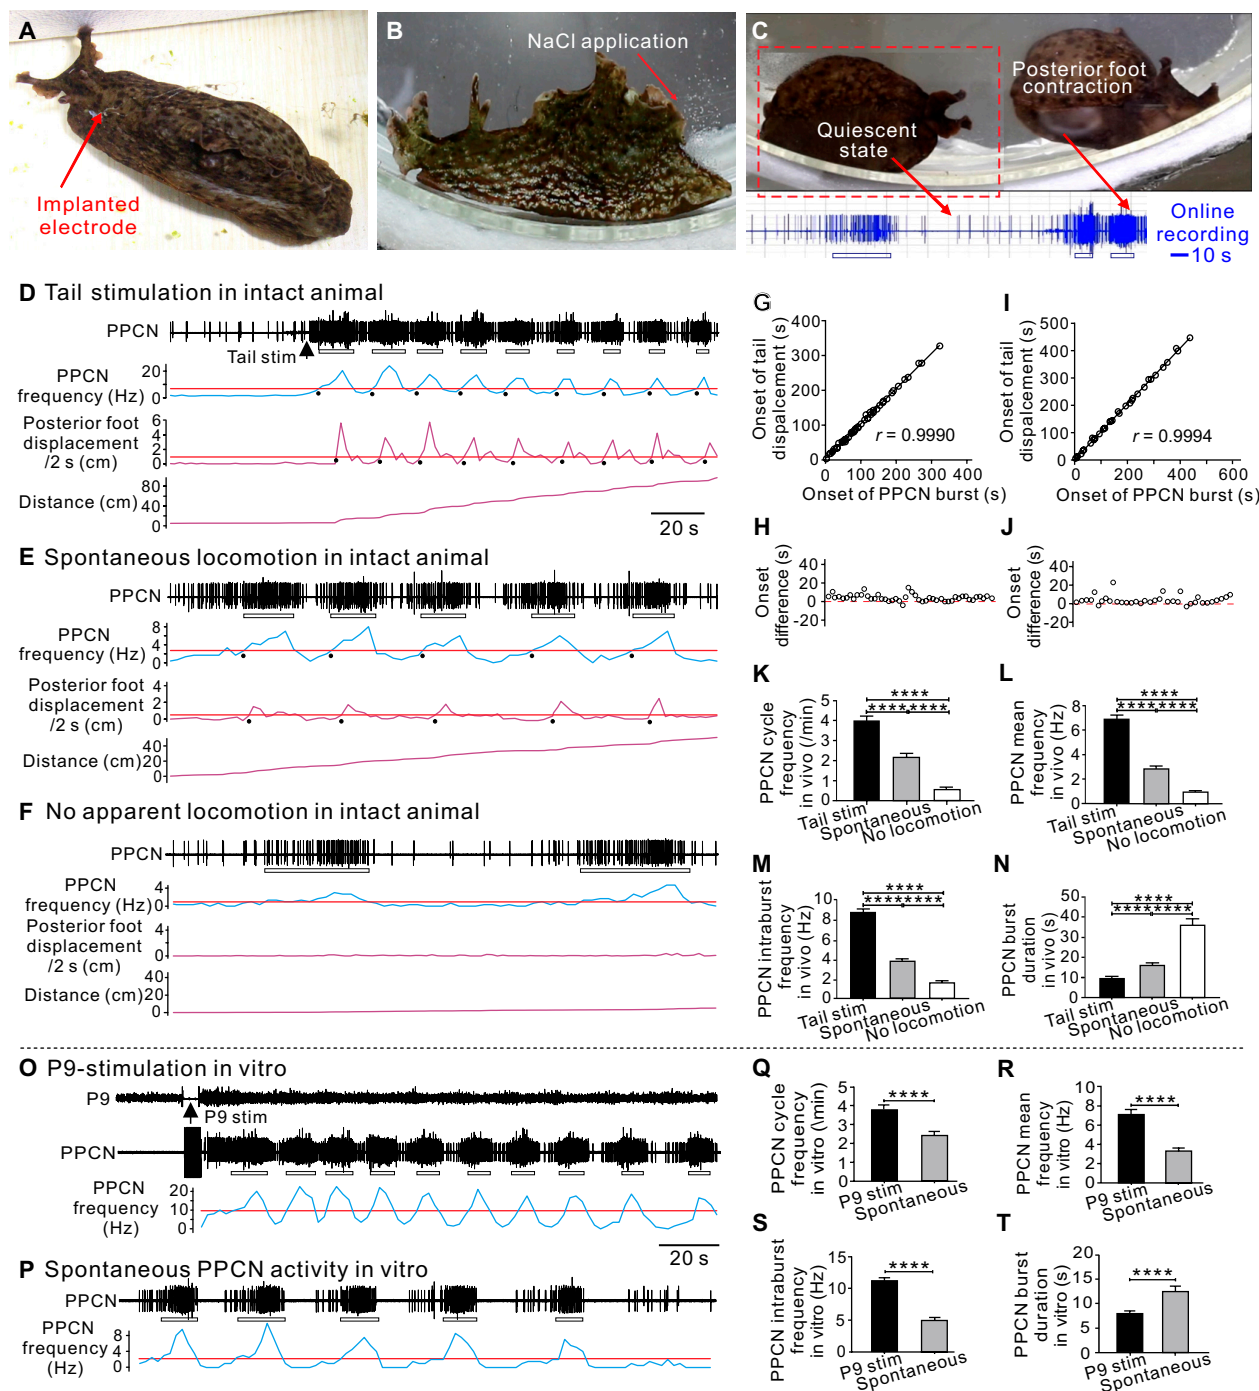 A
Implanted
electrode
B
NaCl application
C
Quiescent
state
Posterior foot
contraction
Online
recording
10 s
D Tail stimulation in intact animal
PPCN
Tail stim
PPCN
frequency (Hz)
20
0
Posterior foot
displacement
/2 s (cm)
6
4
2
0
Distance (cm)
80
40
0
20 s
E Spontaneous locomotion in intact animal
PPCN
PPCN
frequency (Hz)
8
4
0
Posterior foot
displacement
/2 s (cm)
4
2
0
Distance (cm)
40
20
0
F No apparent locomotion in intact animal
PPCN
PPCN
frequency (Hz)
4
0
Posterior foot
displacement
/2 s (cm)
4
0
Distance (cm)
40
20
0
G
Onset of tail
dispalcement (s)
400
300
200
100
0
r = 0.9990
0 100 200 300 400
Onset of PPCN burst (s)
H
Onset
difference (s)
40
20
0
-20
I
Onset of tail
dispalcement (s)
500
400
300
200
100
0
r = 0.9994
0 200 400 600
Onset of PPCN burst (s)
J
Onset
difference (s)
40
20
0
-20
K
PPCN cycle
frequency
in vivo (/min)
5
4
3
2
1
0
****
**** ****
Tail stim
Spontaneous
No locomotion
L
PPCN mean
frequency
in vivo (Hz)
8
6
4
2
0
****
**** ****
Tail stim
Spontaneous
No locomotion
M
PPCN intraburst
frequency
in vivo (Hz)
10
8
6
4
2
0
****
**** ****
Tail stim
Spontaneous
No locomotion
N
PPCN burst
duration
in vivo (s)
50
40
30
20
10
0
****
**** ****
Tail stim
Spontaneous
No locomotion
O P9-stimulation in vitro
P9
P9 stim
PPCN
PPCN
frequency
(Hz)
20
10
0
20 s
P Spontaneous PPCN activity in vitro
PPCN
PPCN
frequency
(Hz)
8
4
0
Q
PPCN cycle
frequency
in vitro (\min)
5
4
3
2
1
0
****
P9 stim
Spontaneous
R
PPCN mean
frequency
in vitro (Hz)
10
8
6
4
2
0
****
P9 stim
Spontaneous
S
PPCN intraburst
frequency
in vitro (Hz)
15
10
5
0
****
P9 stim
Spontaneous
T
PPCN burst
duration
in vitro (s)
20
15
10
5
0
****
P9 stim
Spontaneous